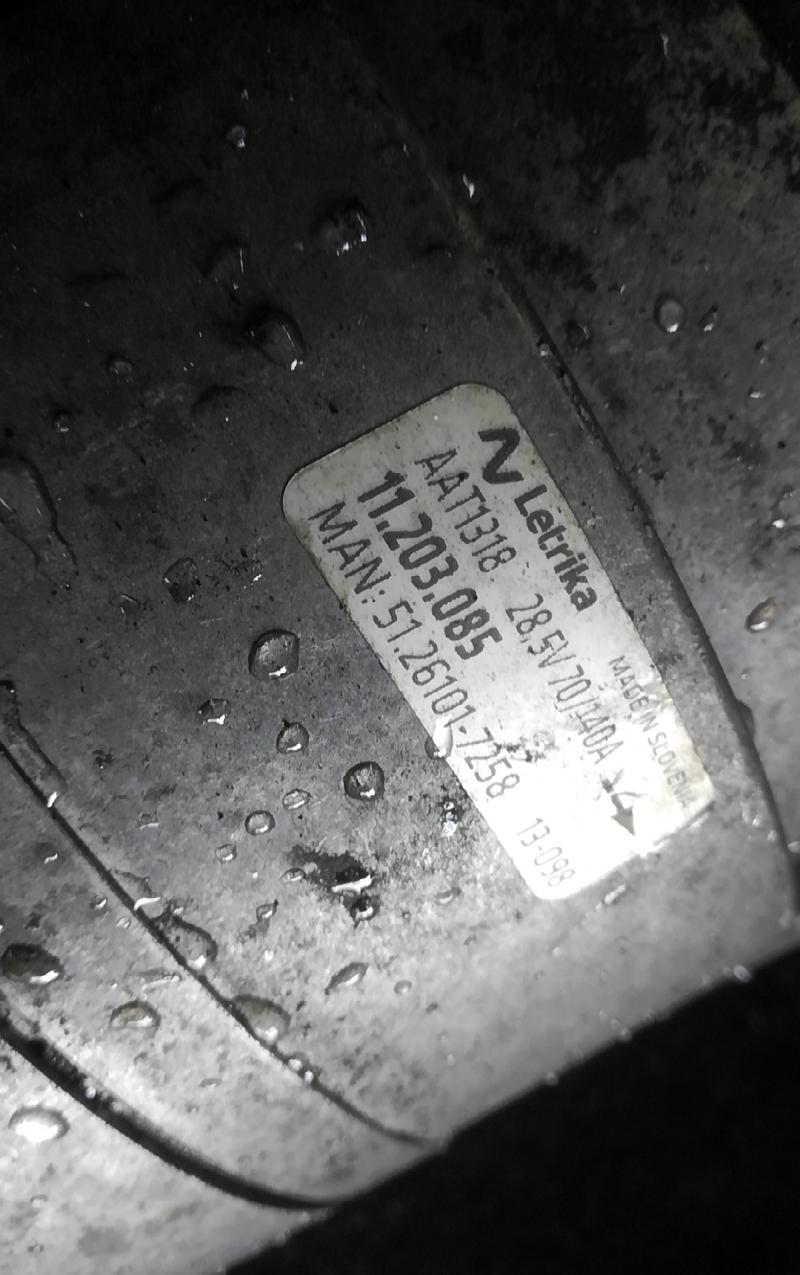 Letrika
MADE IN SLOVENIA
AAT1318 28,5V 70/140A
11.203.085
MAN: 51.26101-7258 13-098